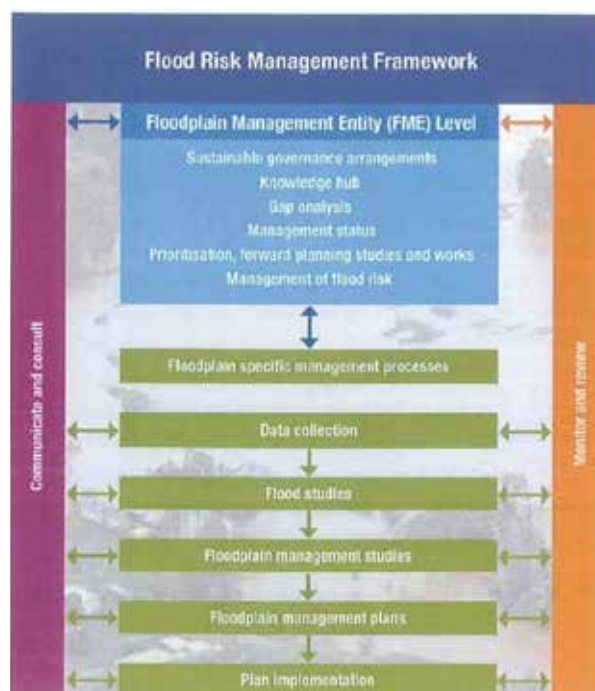 Flood Risk Management Framework
Floodplain Management Entity (FME) Level
Sustainable governance arrangements
Knowledge hub
Gap analysis
Management status
Prioritisation, forward planning studies and works
Management of flood risk
Communicate and consult
Monitor and review
Floodplain specific management processes
Data collection
Flood studies
Floodplain management studies
Floodplain management plans
Plan implementation